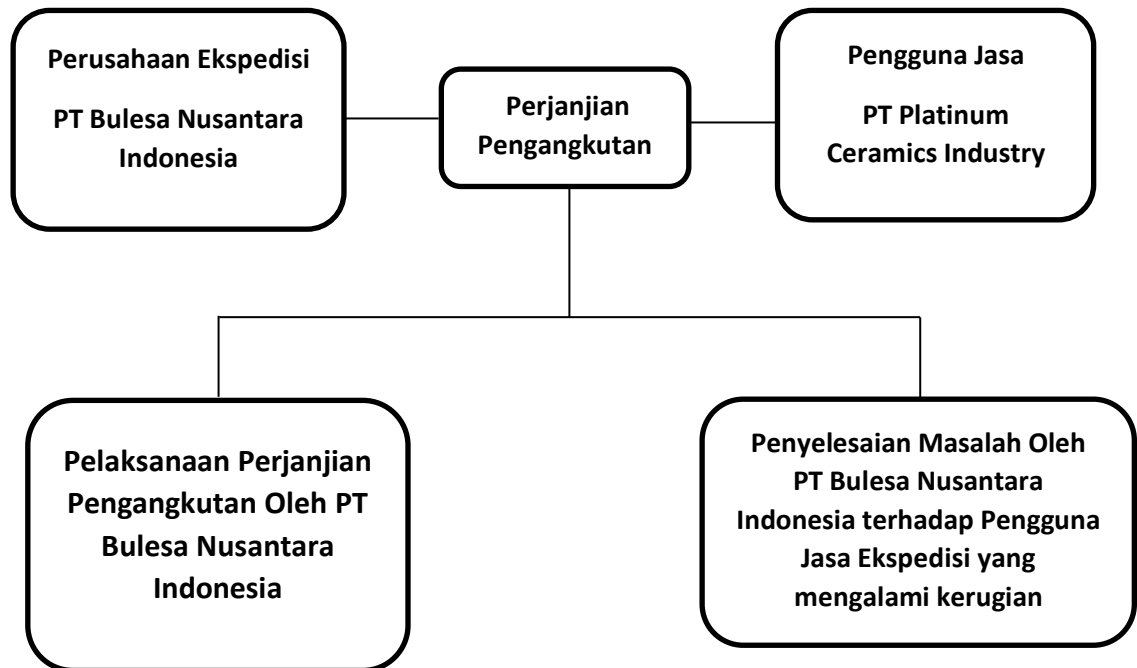 Perusahaan Ekspedisi
PT Bulesa Nusantara
Indonesia
Perjanjian
Pengangkutan
Pengguna Jasa
PT Platinum
Ceramics Industry
Pelaksanaan Perjanjian
Pengangkutan Oleh PT
Bulesa Nusantara
Indonesia
Penyelesaian Masalah Oleh
PT Bulesa Nusantara
Indonesia terhadap Pengguna
Jasa Ekspedisi yang
mengalami kerugian